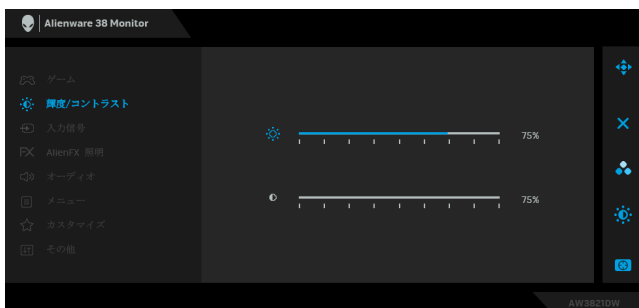 Alienware 38 Monitor
ゲーム
輝度/コントラスト
入力信号
AlienFX 照明
オーディオ
メニュー
カスタマイズ
その他
75%
75%
AW3821DW